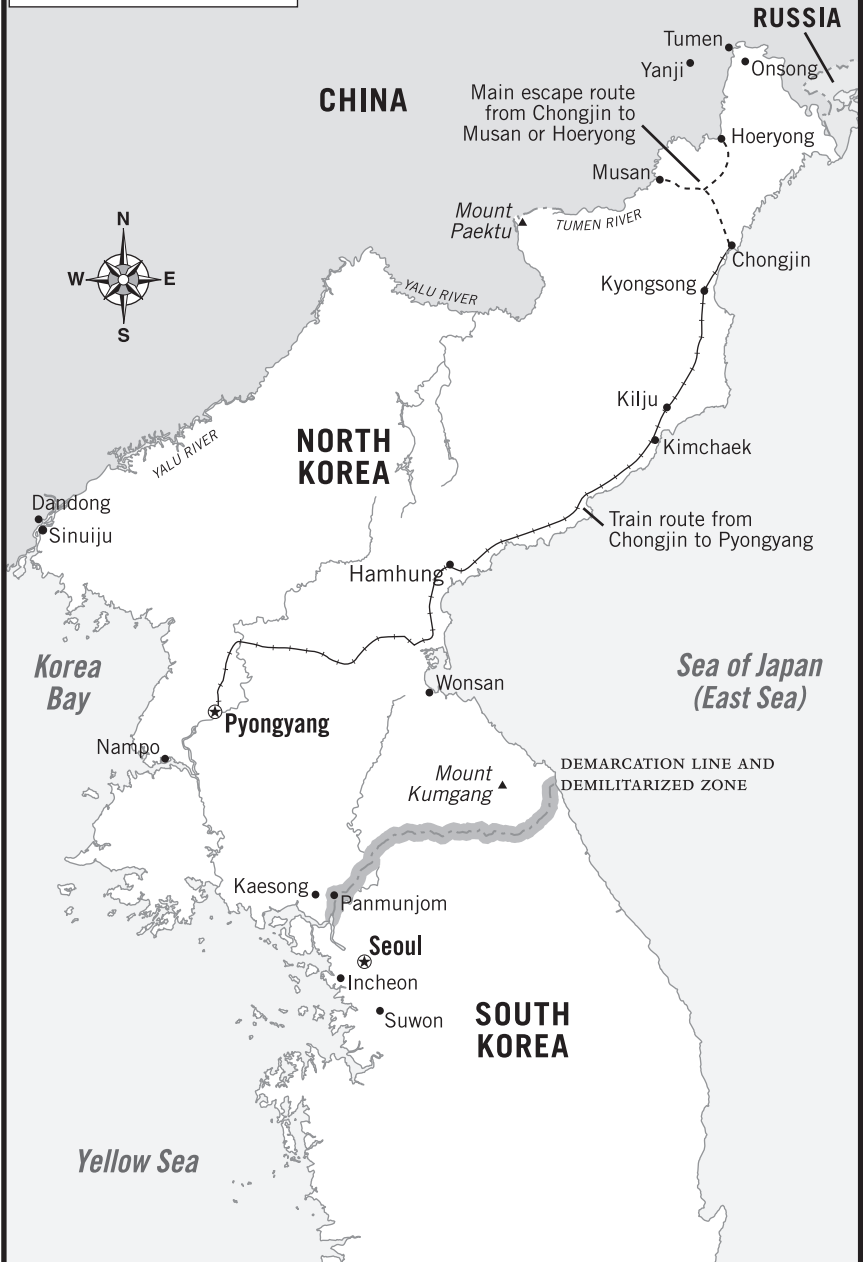 RUSSIA
Tumen
Yanji
Onsong
CHINA
Main escape route
from Chongjin to
Musan or Hoeryong
Hoeryong
Musan
Mount
Paektu
TUMEN RIVER
N
W
E
S
Chongjin
Kyongsong
YALU RIVER
Kilju
NORTH
KOREA
Kimchaek
YALU RIVER
Dandong
Sinuiju
Train route from
Chongjin to Pyongyang
Hamhung
Korea
Bay
Sea of Japan
(East Sea)
Wonsan
Pyongyang
Nampo
Mount
Kumgang
DEMARCATION LINE AND
DEMILITARIZED ZONE
Kaesong
Panmunjom
Seoul
Incheon
Suwon
SOUTH
KOREA
Yellow Sea